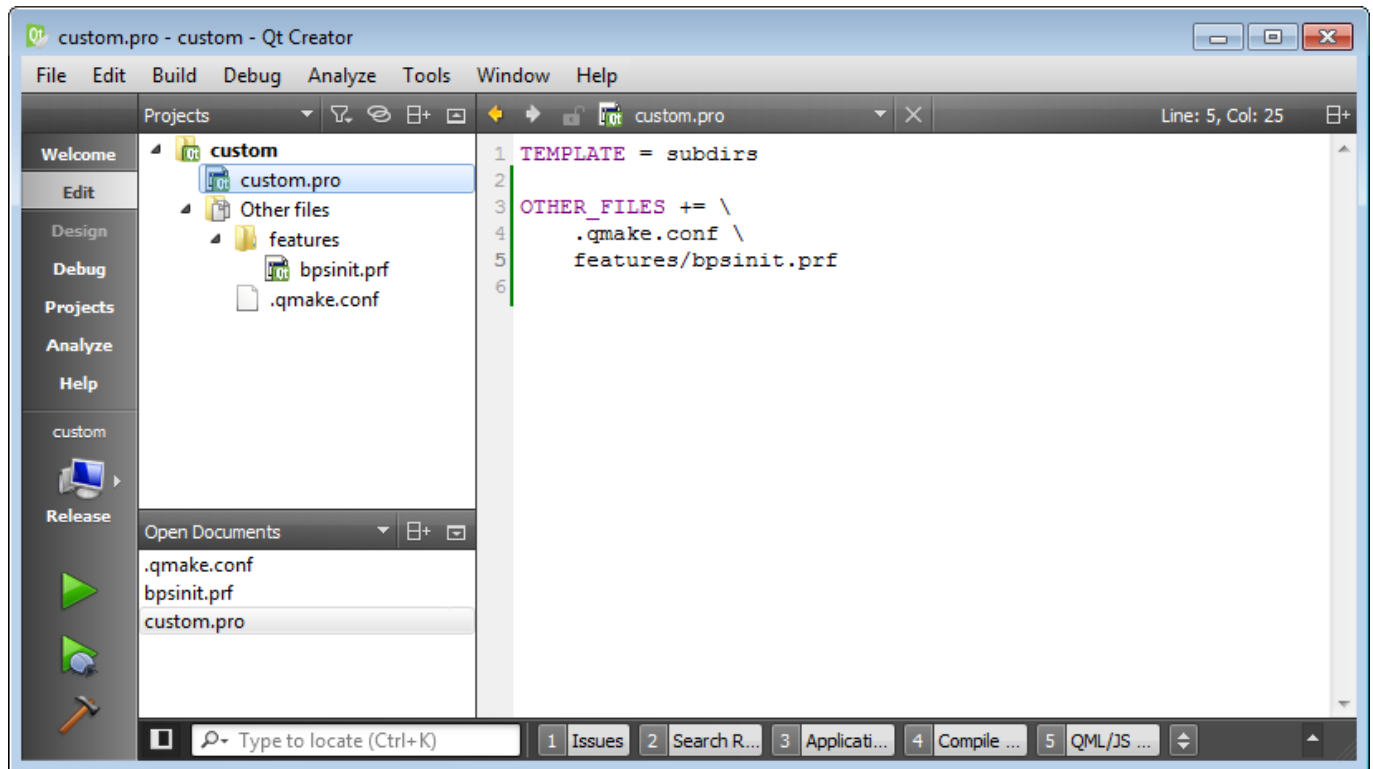 custom.pro - custom - Qt Creator
File Edit Build Debug Analyze Tools Window Help
Projects
custom.pro
Line: 5, Col: 25
Welcome
Edit
Design
Debug
Projects
Analyze
Help
custom
Release
custom
custom.pro
Other files
features
bpsinit.prf
.qmake.conf
1 TEMPLATE = subdirs
2
3 OTHER_FILES += \
4 .qmake.conf \
5 features/bpsinit.prf
6
Open Documents
.qmake.conf
bpsinit.prf
custom.pro
Type to locate (Ctrl+K)
1 Issues 2 Search R... 3 Applicati... 4 Compile ... 5 QML/JS ...